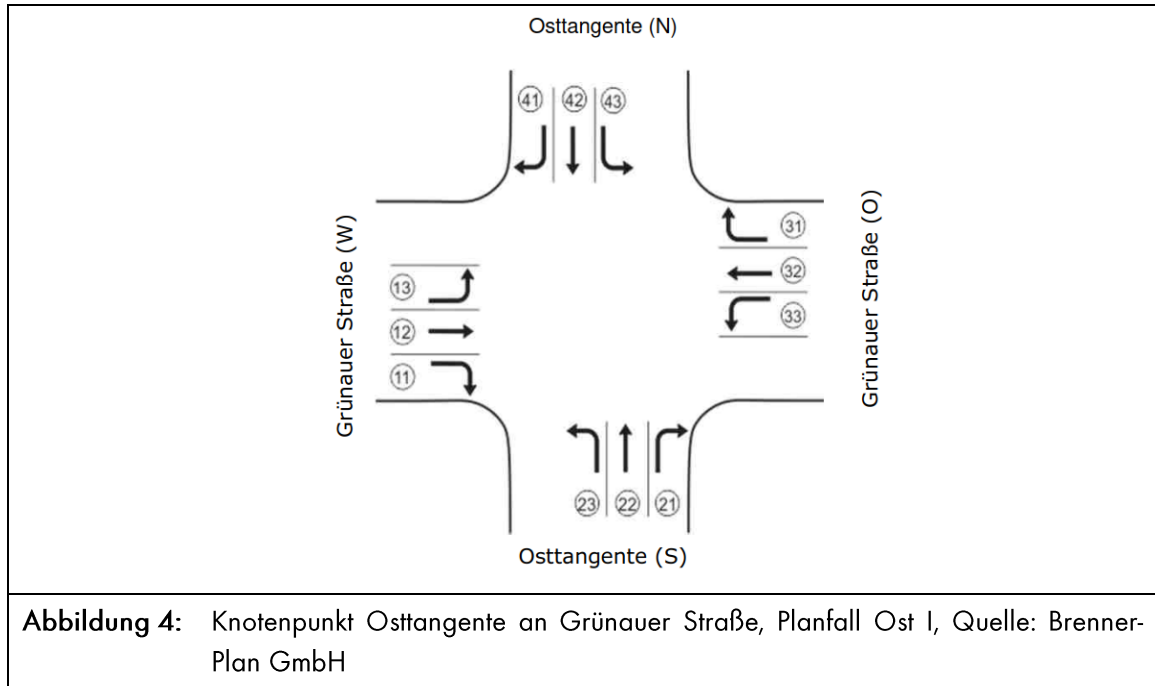 Osttangente (N)
41 42 43
Grünauer Straße (W)
13
12
11
31
32
33
Grünauer Straße (O)
23 22 21
Osttangente (S)
Abbildung 4: Knotenpunkt Osttangente an Grünauer Straße, Planfall Ost I, Quelle: Brenner-
Plan GmbH